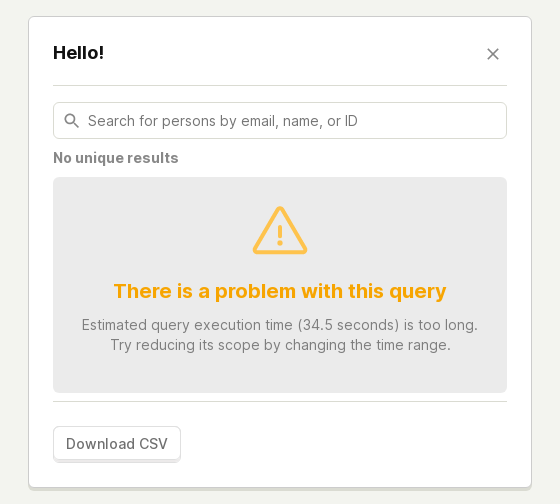 Hello!
Search for persons by email, name, or ID
No unique results
There is a problem with this query
Estimated query execution time (34.5 seconds) is too long.
Try reducing its scope by changing the time range.
Download CSV